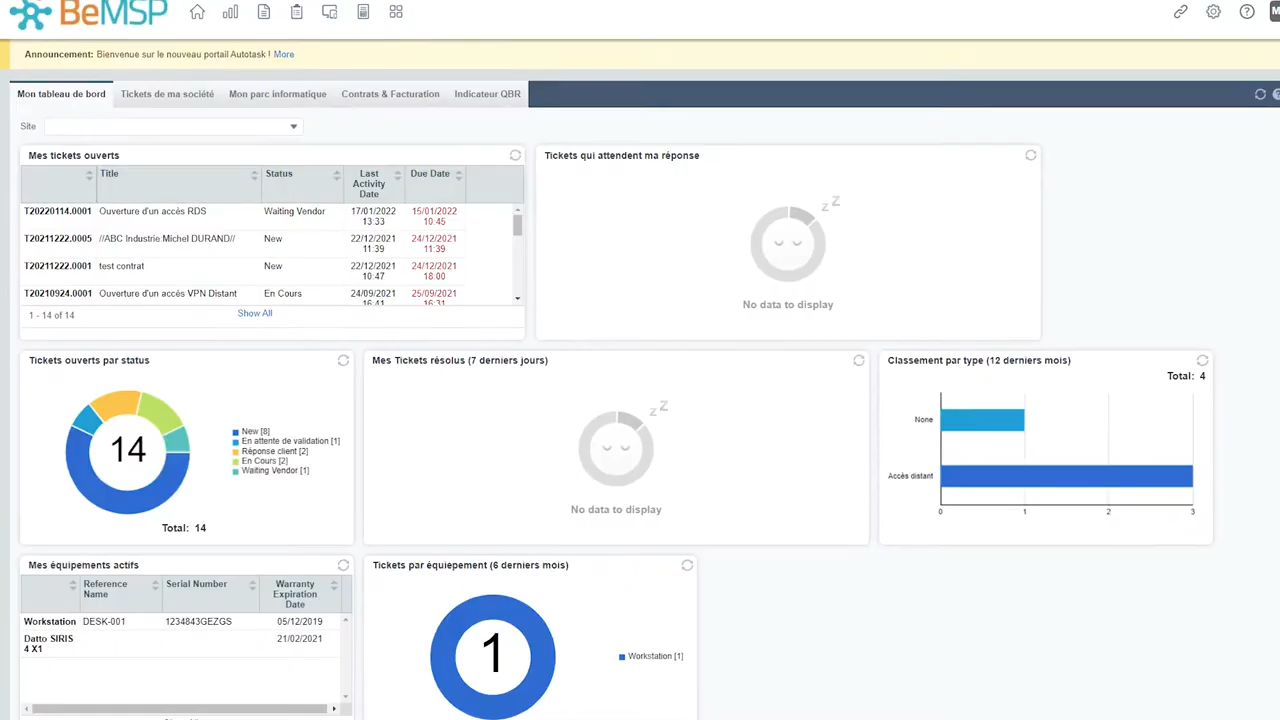 BeMSP
Announcement: Bienvenue sur le nouveau portail Autotask ! More
Mon tableau de bord
Tickets de ma société
Mon parc informatique
Contrats & Facturation
Indicateur QBR
Site
Mes tickets ouverts
Title
Status
Last Activity Date
Due Date
T20220114.0001 Ouverture d'un accès RDS Waiting Vendor 17/01/2022 13:33 15/01/2022 10:45
T20211222.0005 //ABC Industrie Michel DURAND// New 22/12/2021 11:39 24/12/2021 11:39
T20211222.0001 test contrat New 22/12/2021 10:47 24/12/2021 18:00
T20210924.0001 Ouverture d'un accès VPN Distant En Cours 24/09/2021 16:41 25/09/2021 16:31
1 - 14 of 14
Show All
Tickets qui attendent ma réponse
z Z
No data to display
Tickets ouverts par status
14
New [8]
En attente de validation [1]
Réponse client [2]
En Cours [2]
Waiting Vendor [1]
Total: 14
Mes Tickets résolus (7 derniers jours)
z Z
No data to display
Classement par type (12 derniers mois)
Total: 4
None
Accès distant
0 1 2 3
Mes équipements actifs
Reference Name
Serial Number
Warranty Expiration Date
Workstation DESK-001 1234843GEZGS 05/12/2019
Datto SIRIS 4 X1 21/02/2021
Tickets par équiepement (6 derniers mois)
1
Workstation [1]